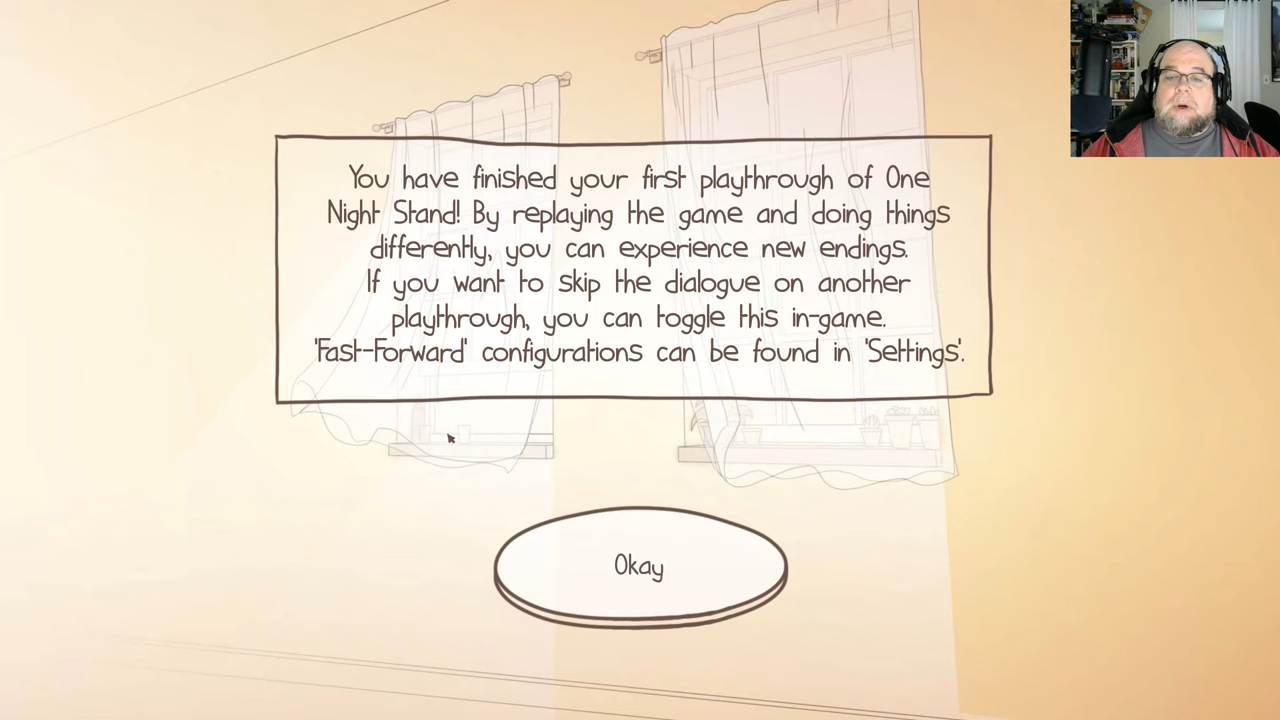 You have finished your first playthrough of One
Night Stand! By replaying the game and doing things
differently, you can experience new endings.
If you want to skip the dialogue on another
playthrough, you can toggle this in-game.
'Fast-Forward' configurations can be found in 'Settings'.
Okay